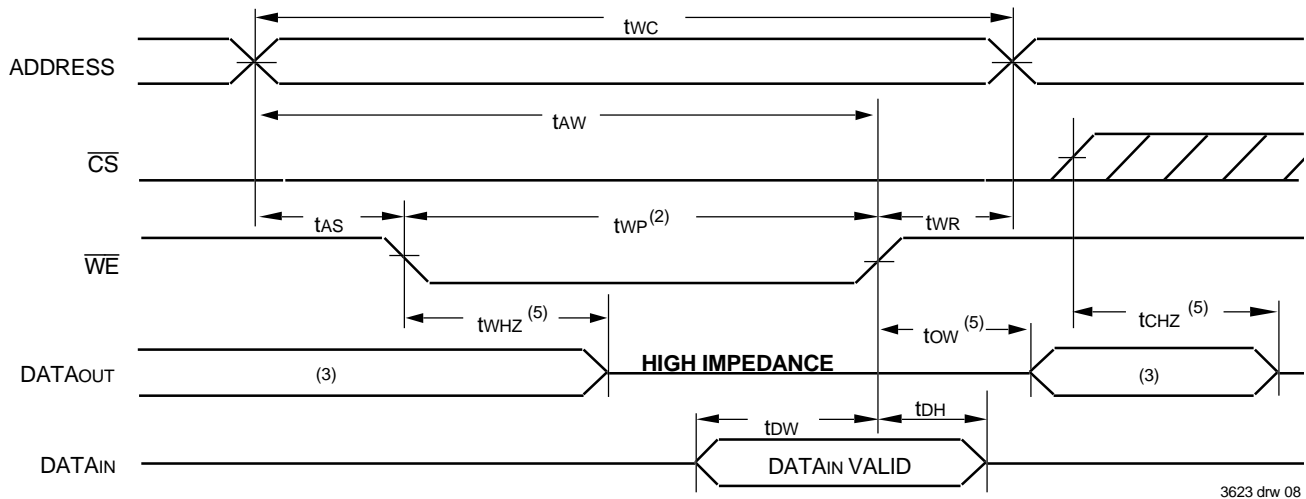 tWC
ADDRESS
tAW
CS
tAS
tWP(2)
tWR
WE
tWHZ (5)
tOW (5)
tCHZ (5)
DATAOUT
(3)
HIGH IMPEDANCE
(3)
tDW
tDH
DATAIN
DATAIN VALID
3623 drw 08